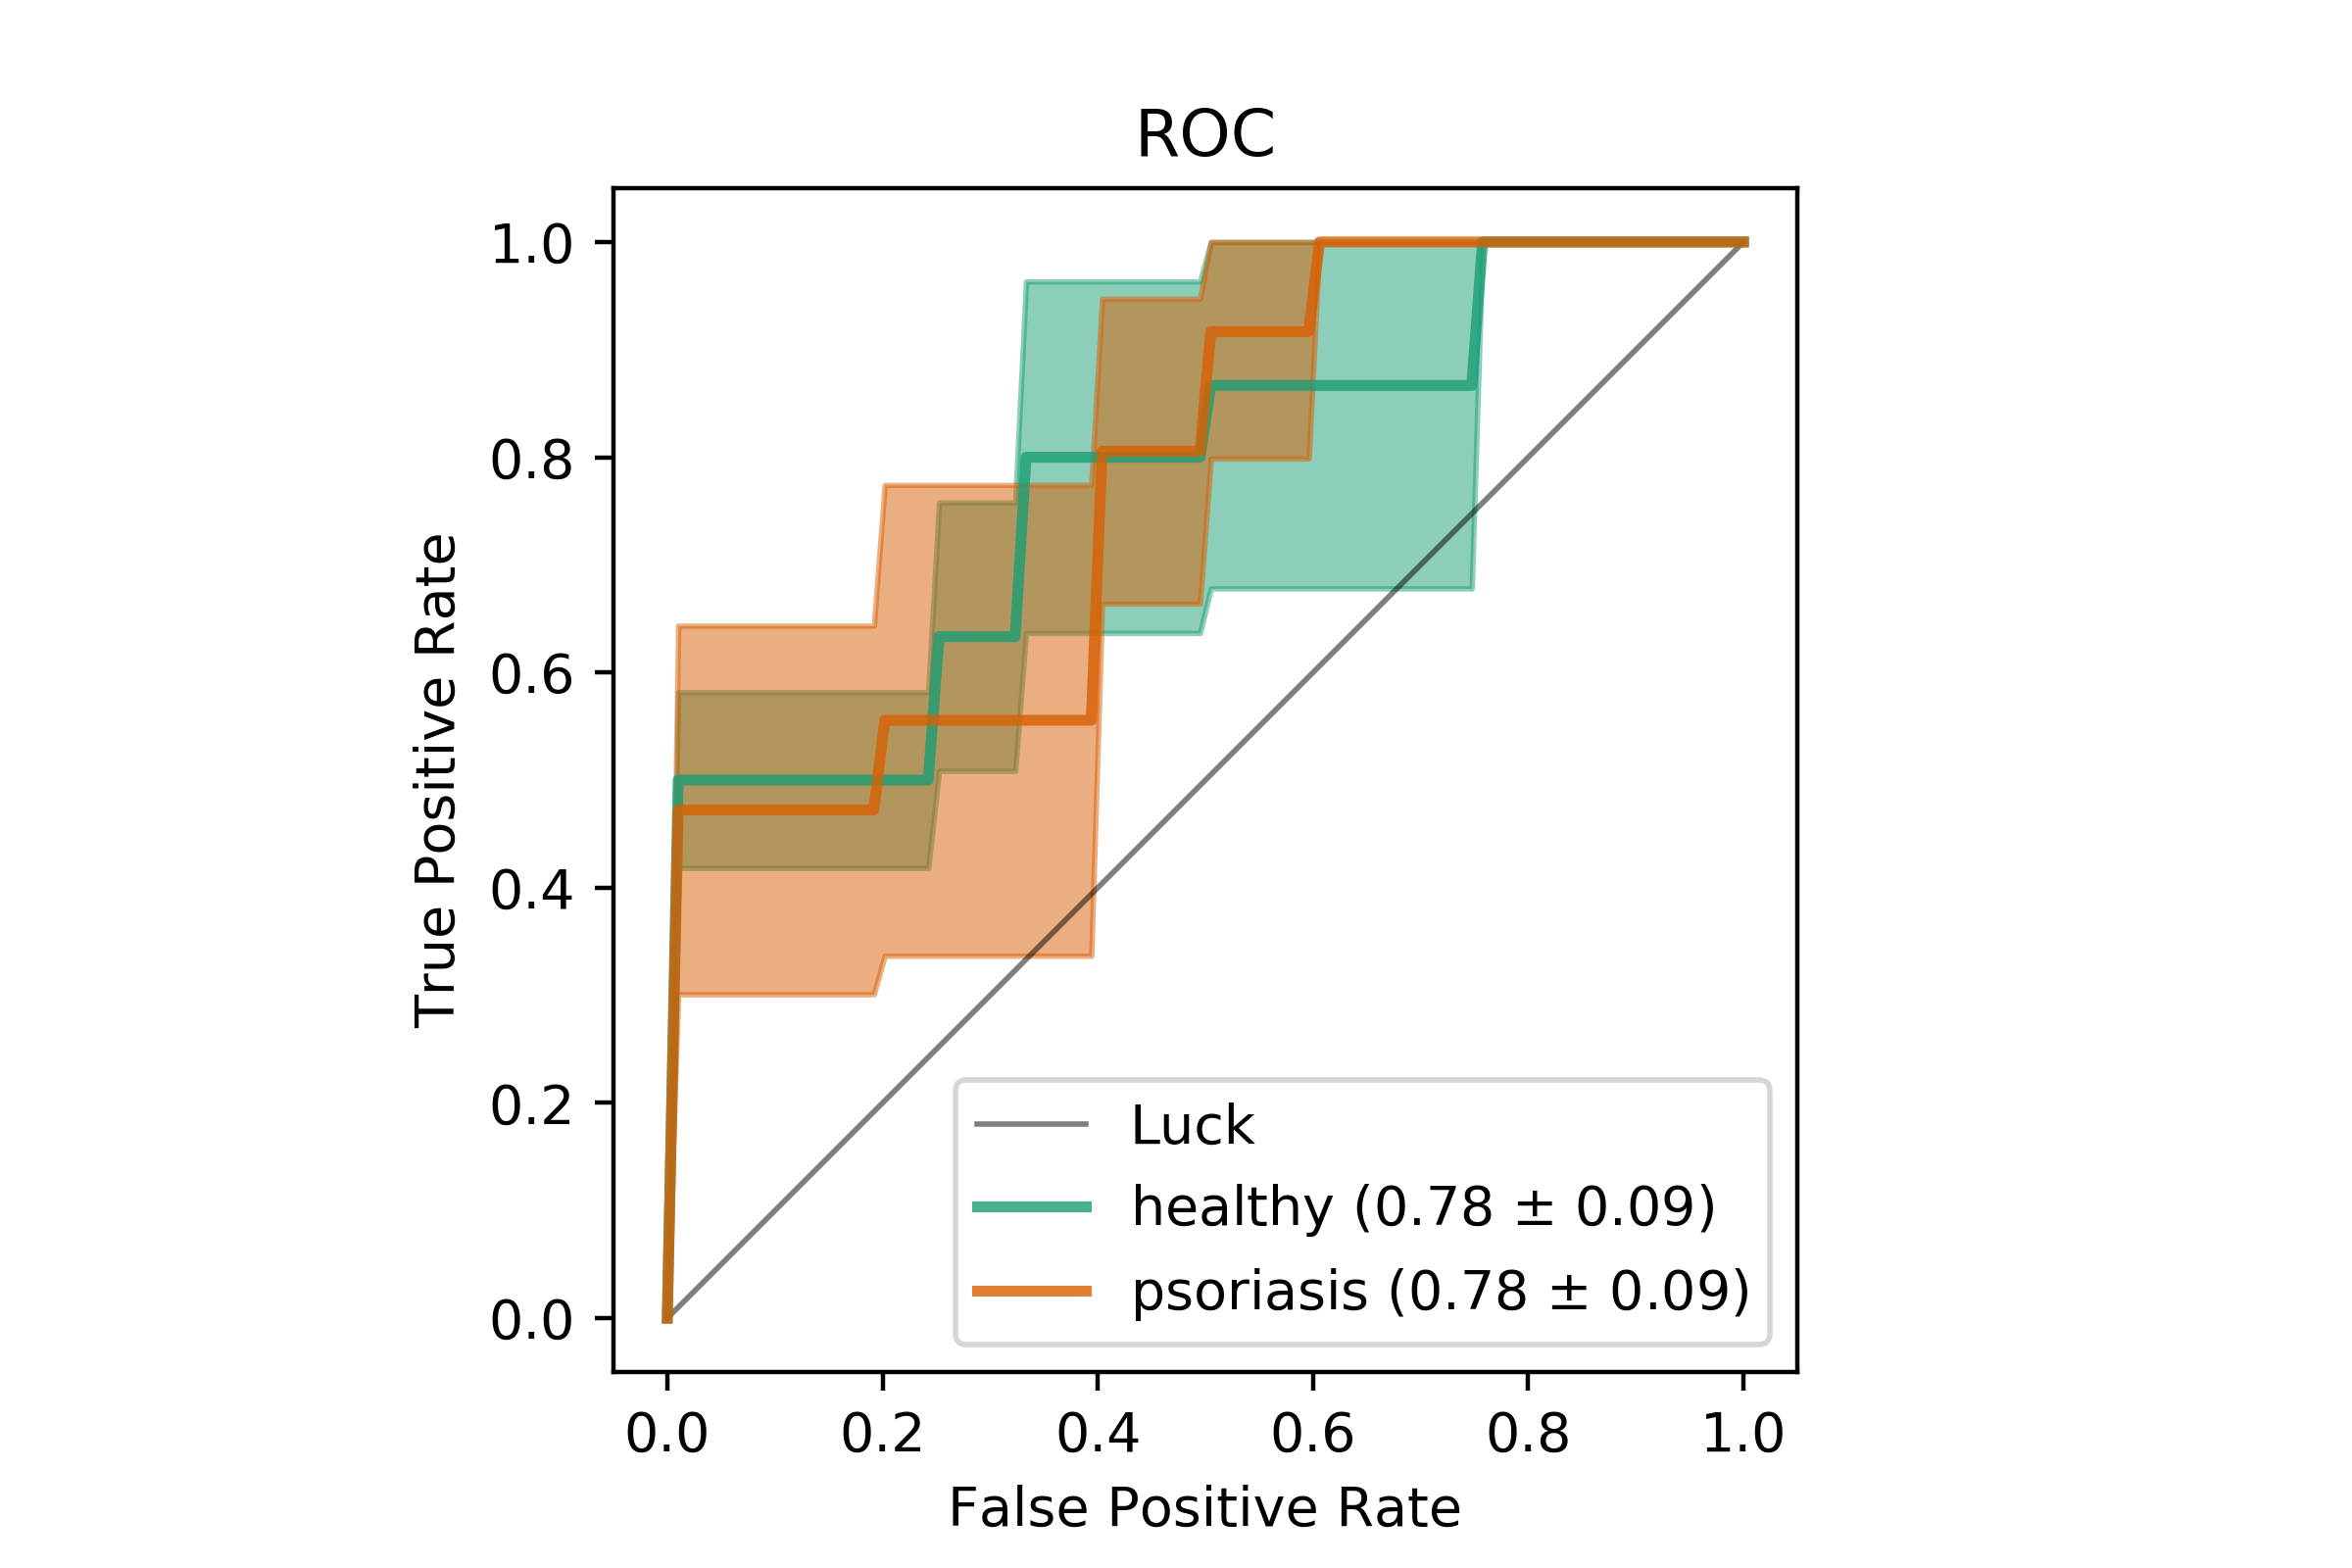 ROC
True Positive Rate
1.0
0.8
0.6
0.4
0.2
0.0
Luck
healthy (0.78 ± 0.09)
psoriasis (0.78 ± 0.09)
0.0 0.2 0.4 0.6 0.8 1.0
False Positive Rate